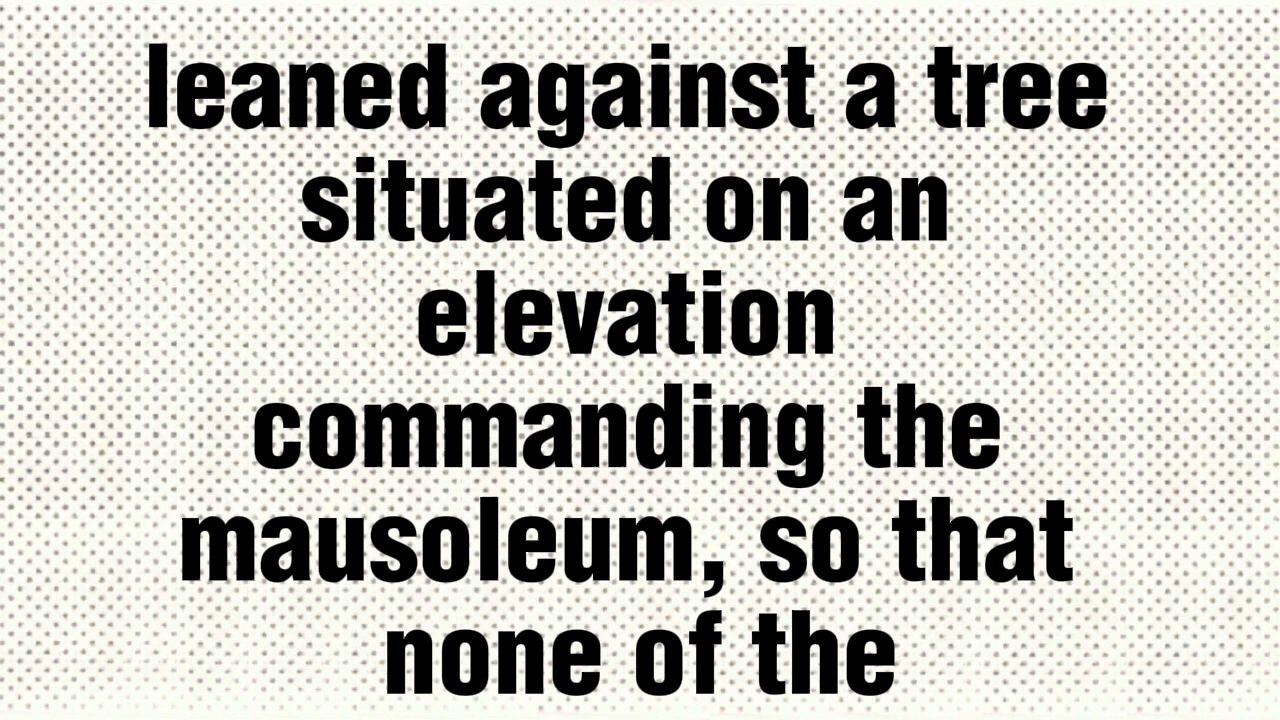 leaned against a tree
situated on an
elevation
commanding the
mausoleum, so that
none of the